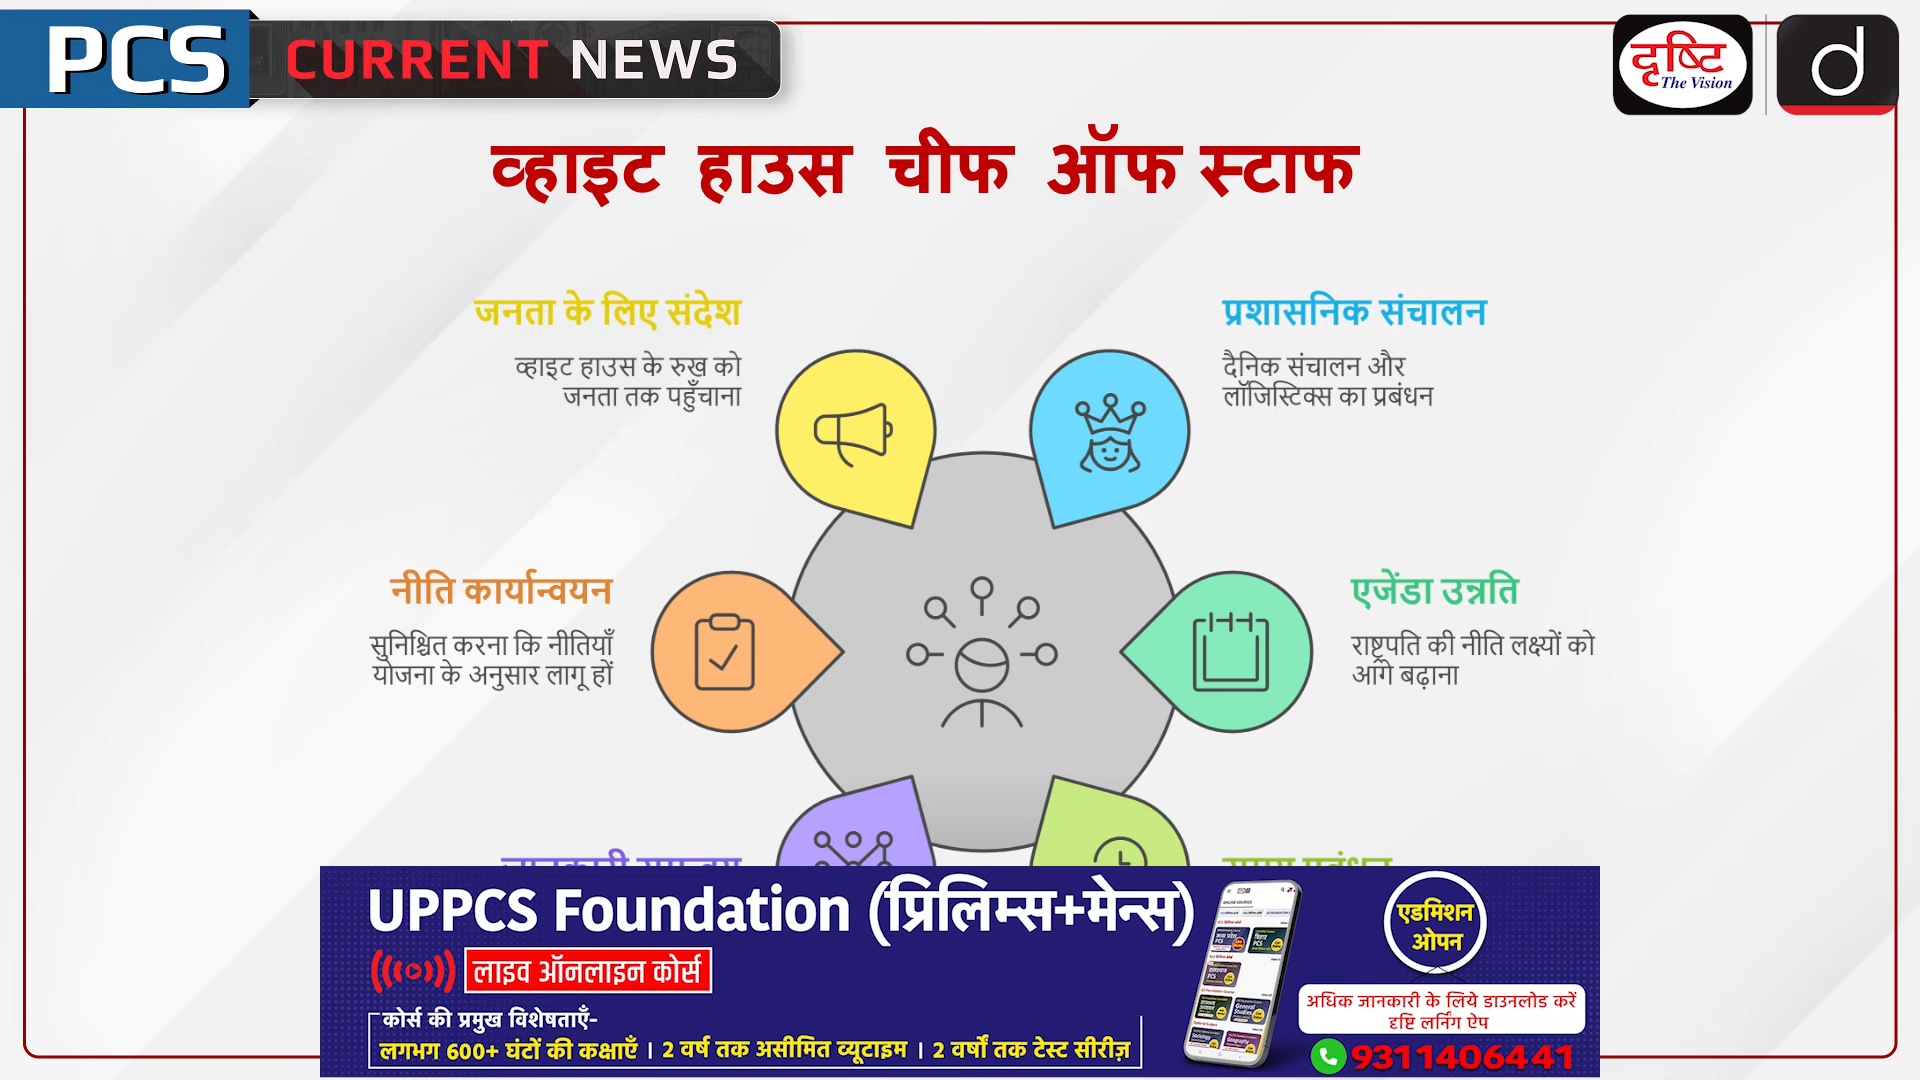 PCS CURRENT NEWS
दृष्टि
The Vision
d
व्हाइट हाउस चीफ ऑफ स्टाफ
जनता के लिए संदेश
व्हाइट हाउस के रुख को
जनता तक पहुँचाना
प्रशासनिक संचालन
दैनिक संचालन और
लॉजिस्टिक्स का प्रबंधन
नीति कार्यान्वयन
सुनिश्चित करना कि नीतियाँ
योजना के अनुसार लागू हों
एजेंडा उन्नति
राष्ट्रपति की नीति लक्ष्यों को
आगे बढ़ाना
UPPCS Foundation (प्रिलिम्स+मेन्स)
लाइव ऑनलाइन कोर्स
कोर्स की प्रमुख विशेषताएँ-
लगभग 600+ घंटों की कक्षाएँ | 2 वर्ष तक असीमित व्यूटाइम | 2 वर्षों तक टेस्ट सीरीज़
एडमिशन
ओपन
अधिक जानकारी के लिये डाउनलोड करें
दृष्टि लर्निंग ऐप
9311406441